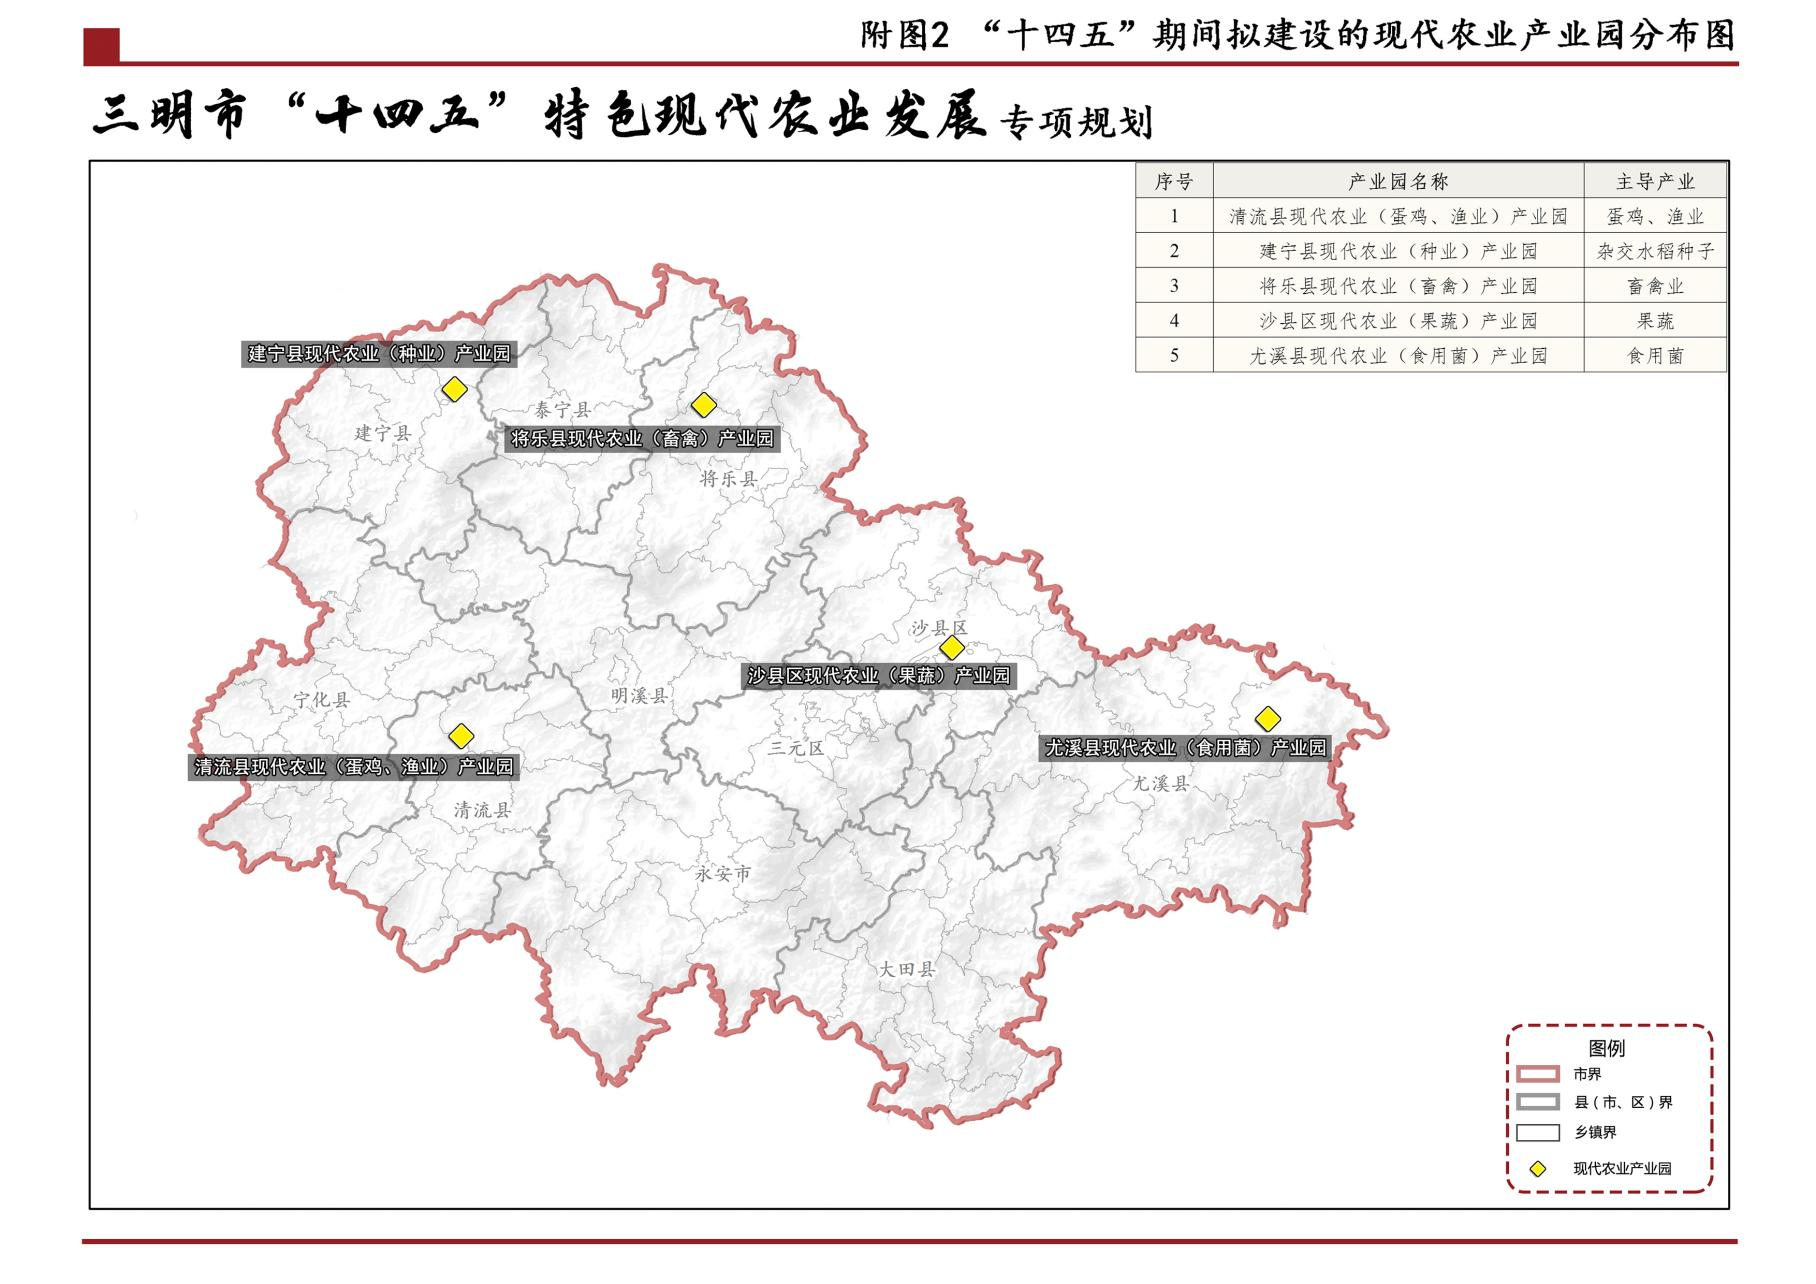 附图2 “十四五”期间拟建设的现代农业产业园分布图
三明市“十四五”特色现代农业发展专项规划
序号 产业园名称 主导产业
1 清流县现代农业（蛋鸡、渔业）产业园 蛋鸡、渔业
2 建宁县现代农业（种业）产业园 杂交水稻种子
3 将乐县现代农业（畜禽）产业园 畜禽业
4 沙县区现代农业（果蔬）产业园 果蔬
5 尤溪县现代农业（食用菌）产业园 食用菌
建宁县现代农业（种业）产业园
泰宁县
建宁县
将乐县现代农业（畜禽）产业园
将乐县
沙县区
沙县区现代农业（果蔬）产业园
宁化县
明溪县
三元区
尤溪县现代农业（食用菌）产业园
清流县现代农业（蛋鸡、渔业）产业园
尤溪县
清流县
永安市
大田县
图例
市界
县（市、区）界
乡镇界
现代农业产业园